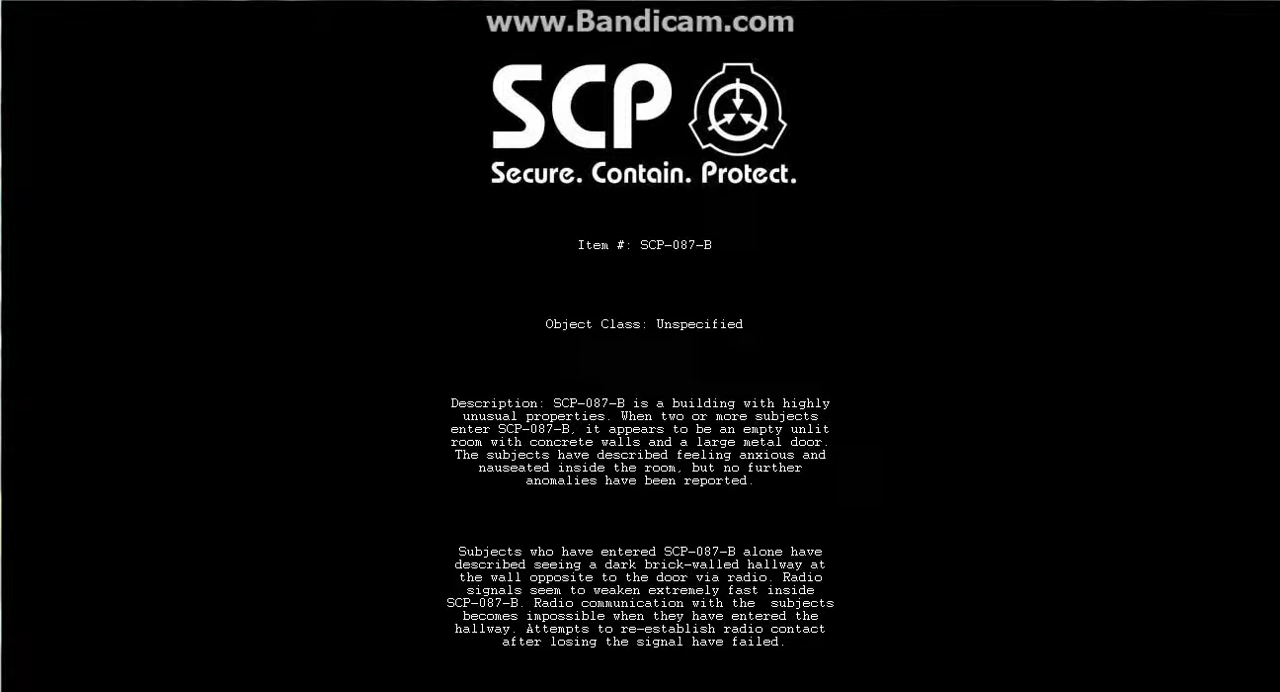 www.Bandicam.com
SCP
Secure. Contain. Protect.
Item #: SCP-087-B
Object Class: Unspecified
Description: SCP-087-B is a building with highly
unusual properties. When two or more subjects
enter SCP-087-B, it appears to be an empty unlit
room with concrete walls and a large metal door.
The subjects have described feeling anxious and
nauseated inside the room, but no further
anomalies have been reported.
Subjects who have entered SCP-087-B alone have
described seeing a dark brick-walled hallway at
the wall opposite to the door via radio. Radio
signals seem to weaken extremely fast inside
SCP-087-B. Radio communication with the  subjects
becomes impossible when they have entered the
hallway. Attempts to re-establish radio contact
after losing the signal have failed.